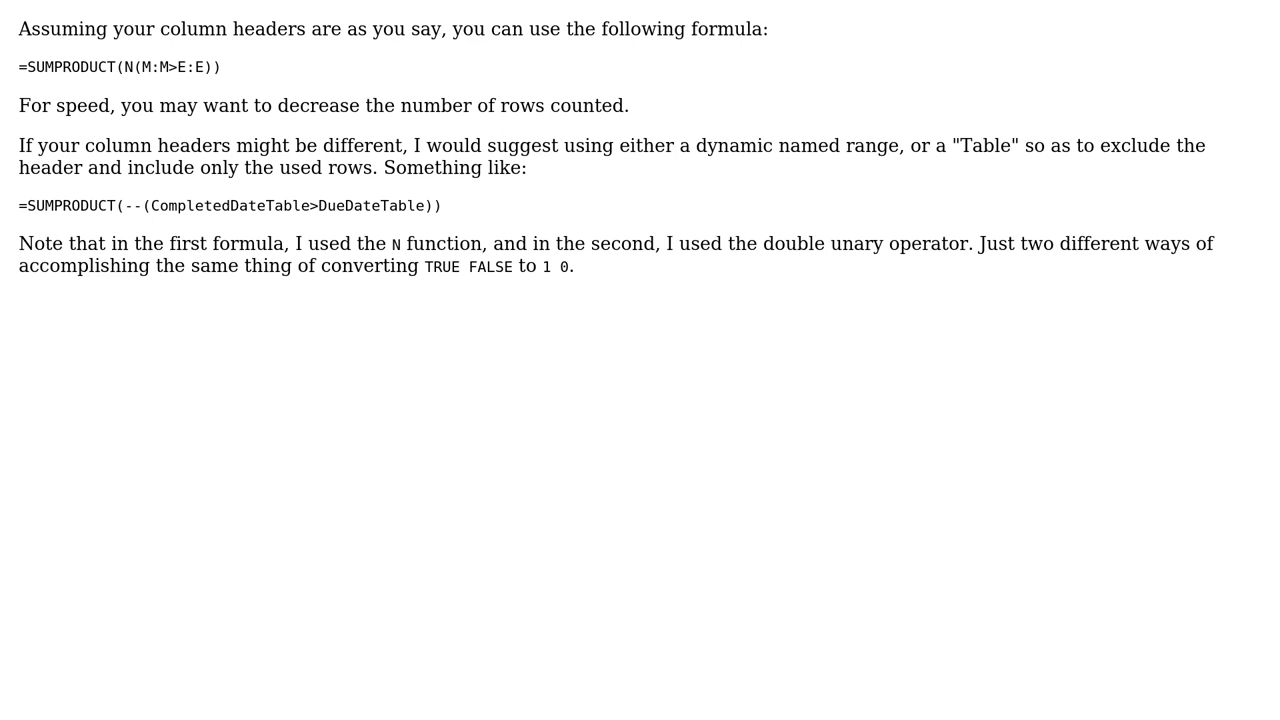 Assuming your column headers are as you say, you can use the following formula:
=SUMPRODUCT(N(M:M>E:E))
For speed, you may want to decrease the number of rows counted.
If your column headers might be different, I would suggest using either a dynamic named range, or a "Table" so as to exclude the
header and include only the used rows. Something like:
=SUMPRODUCT(--(CompletedDateTable>DueDateTable))
Note that in the first formula, I used the N function, and in the second, I used the double unary operator. Just two different ways of
accomplishing the same thing of converting TRUE FALSE to 1 0.